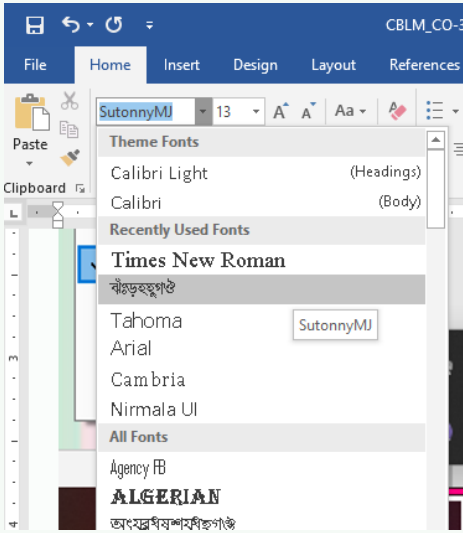 CBLM_CO-3
File Home Insert Design Layout References
SutonnyMJ 13 Aa
Paste
Clipboard
Theme Fonts
Calibri Light (Headings)
Calibri (Body)
Recently Used Fonts
Times New Roman
Tahoma
SutonnyMJ
Arial
Cambria
Nirmala UI
All Fonts
Agency FB
ALGERIAN